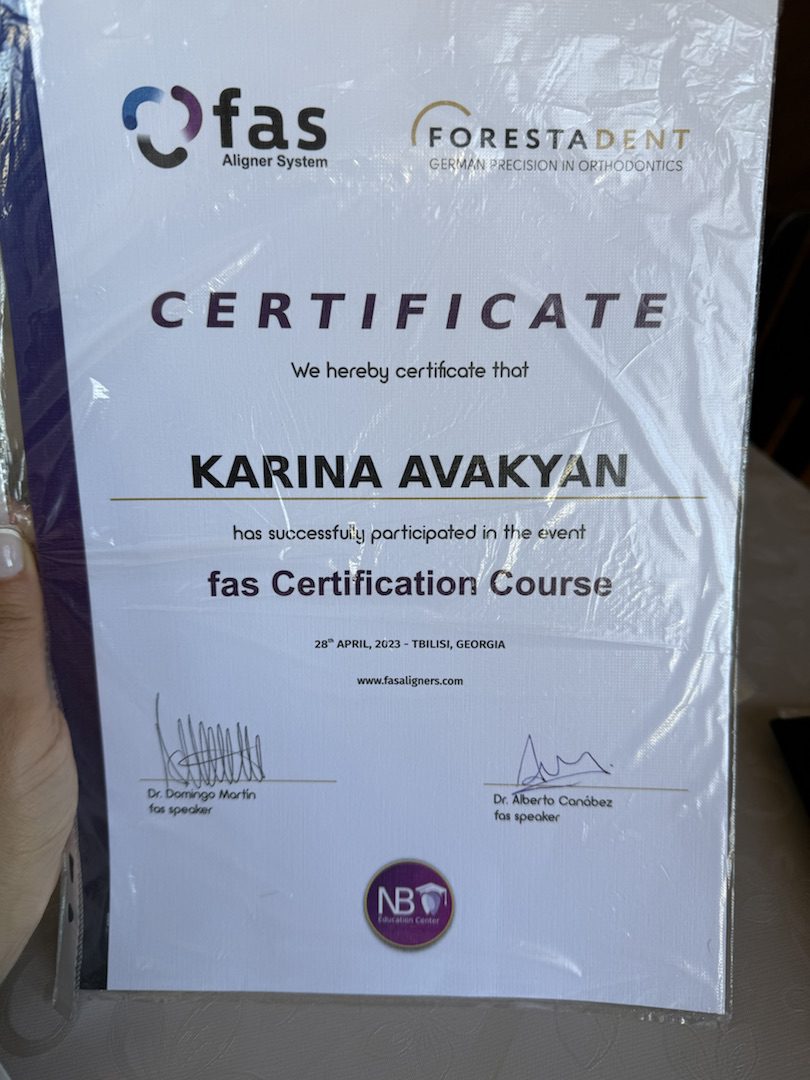 fas
Aligner System
FORESTADENT
GERMAN PRECISION IN ORTHODONTICS
CERTIFICATE
We hereby certificate that
KARINA AVAKYAN
has successfully participated in the event
fas Certification Course
28th APRIL, 2023 - TBILISI, GEORGIA
www.fasaligners.com
Dr. Domingo Martín
fas speaker
Dr. Alberto Canábez
fas speaker
NB
Education Center